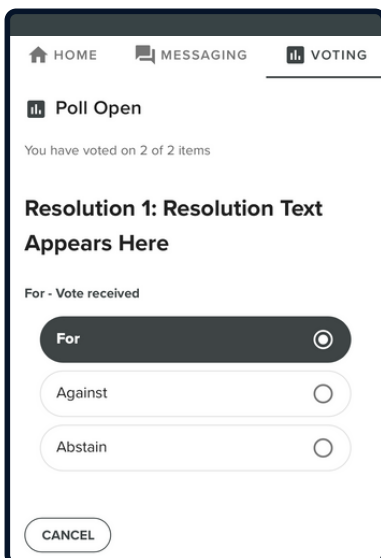 HOME MESSAGING VOTING
Poll Open
You have voted on 2 of 2 items
Resolution 1: Resolution Text
Appears Here
For - Vote received
For
Against
Abstain
CANCEL